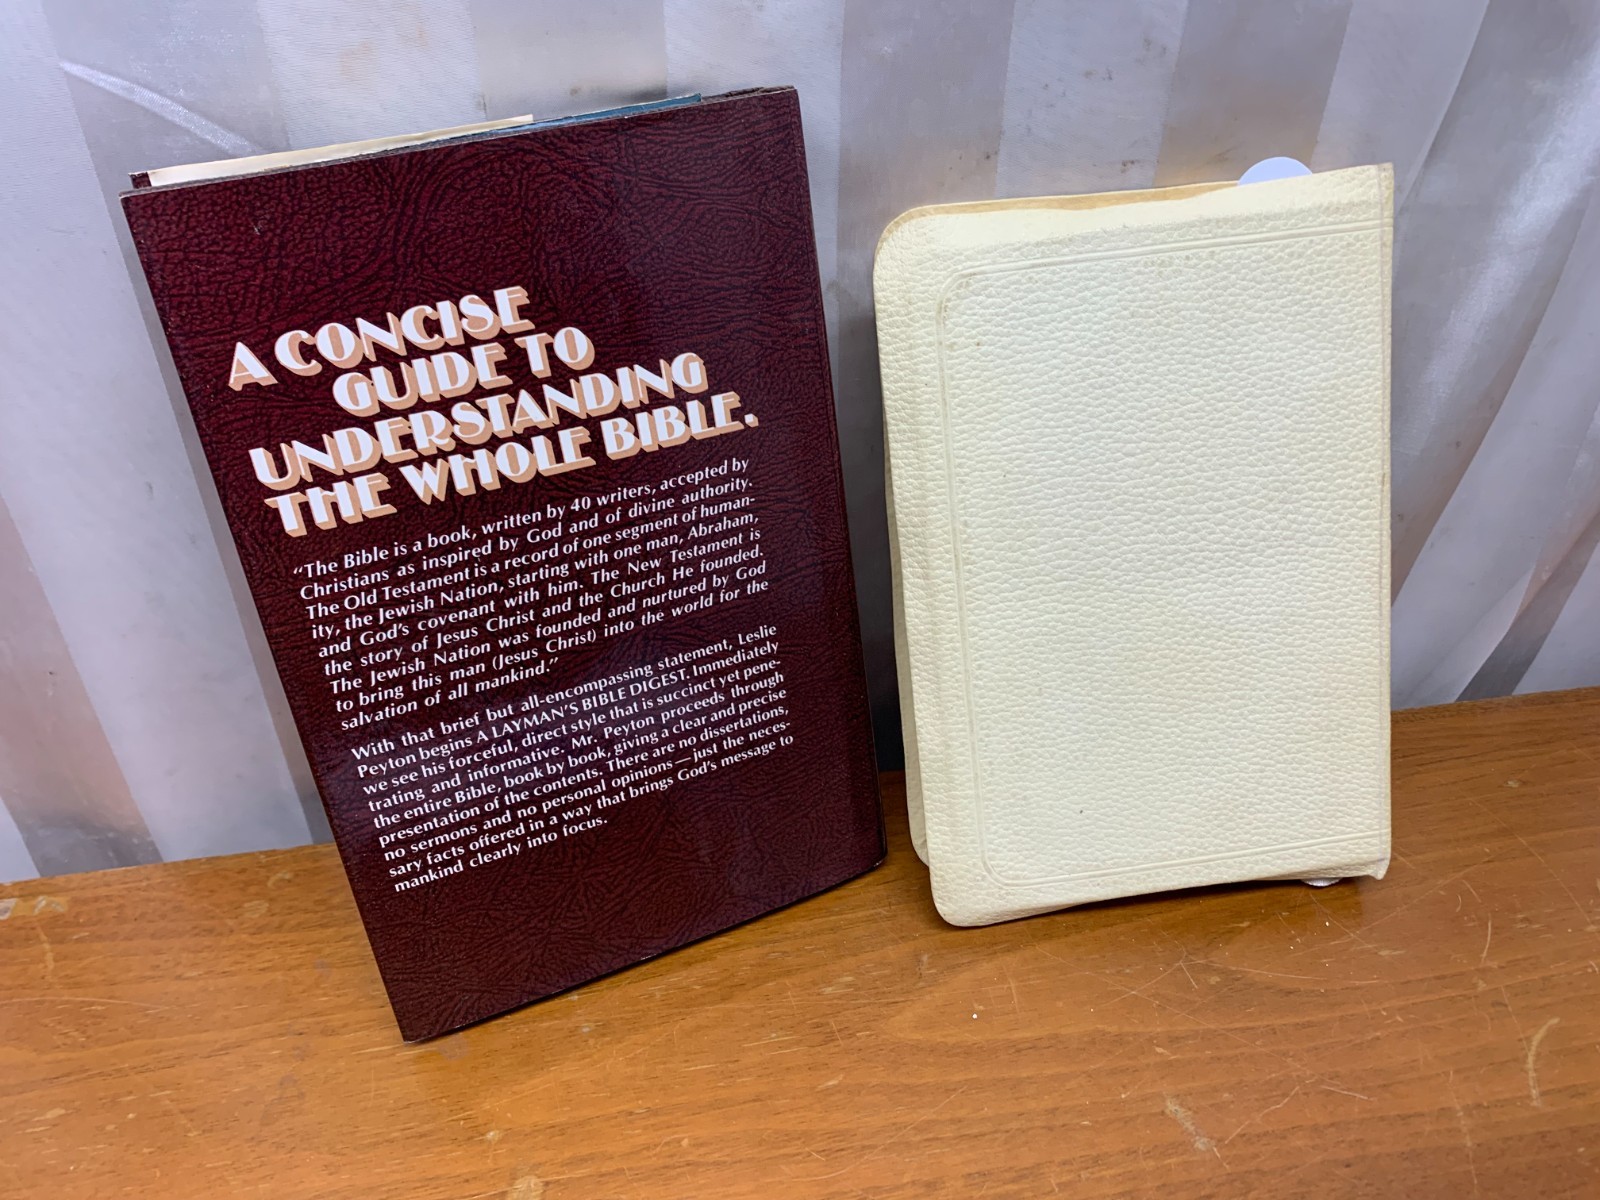 A CONCISE
GUIDE TO
UNDERSTANDING
THE WHOLE BIBLE.
“The Bible is a book, written by 40 writers, accepted by
Christians as inspired by God and of divine authority.
The Old Testament is a record of one segment of human-
ity, the Jewish Nation, starting with one man, Abraham,
and God's covenant with him. The New Testament is
the story of Jesus Christ and the Church He founded.
The Jewish Nation was founded and nurtured by God
to bring this man (Jesus Christ) into the world for the
salvation of all mankind.”
With that brief but all-encompassing statement, Leslie
Peyton begins A LAYMAN'S BIBLE DIGEST. Immediately
we see his forceful, direct style that is succinct yet pene-
trating and informative. Mr. Peyton proceeds through
the entire Bible, book by book, giving a clear and precise
presentation of the contents. There are no dissertations,
no sermons and no personal opinions—just the neces-
sary facts offered in a way that brings God's message to
mankind clearly into focus.